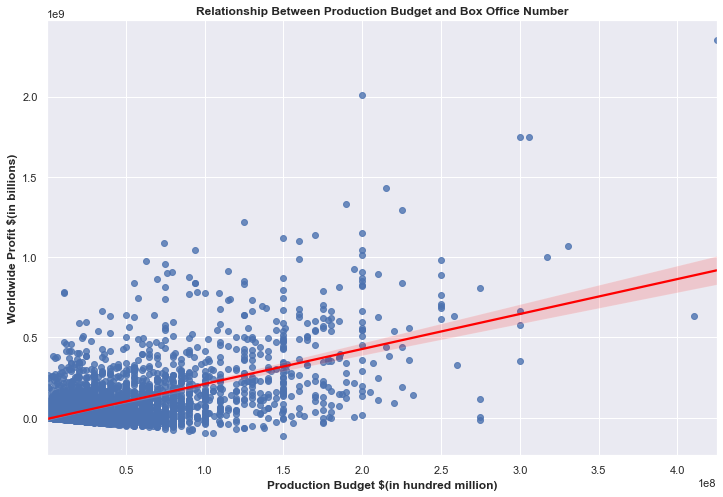 Relationship Between Production Budget and Box Office Number
1e9
2.0
1.5
1.0
0.5
0.0
Worldwide Profit $(in billions)
0.5 1.0 1.5 2.0 2.5 3.0 3.5 4.0
1e8
Production Budget $(in hundred million)